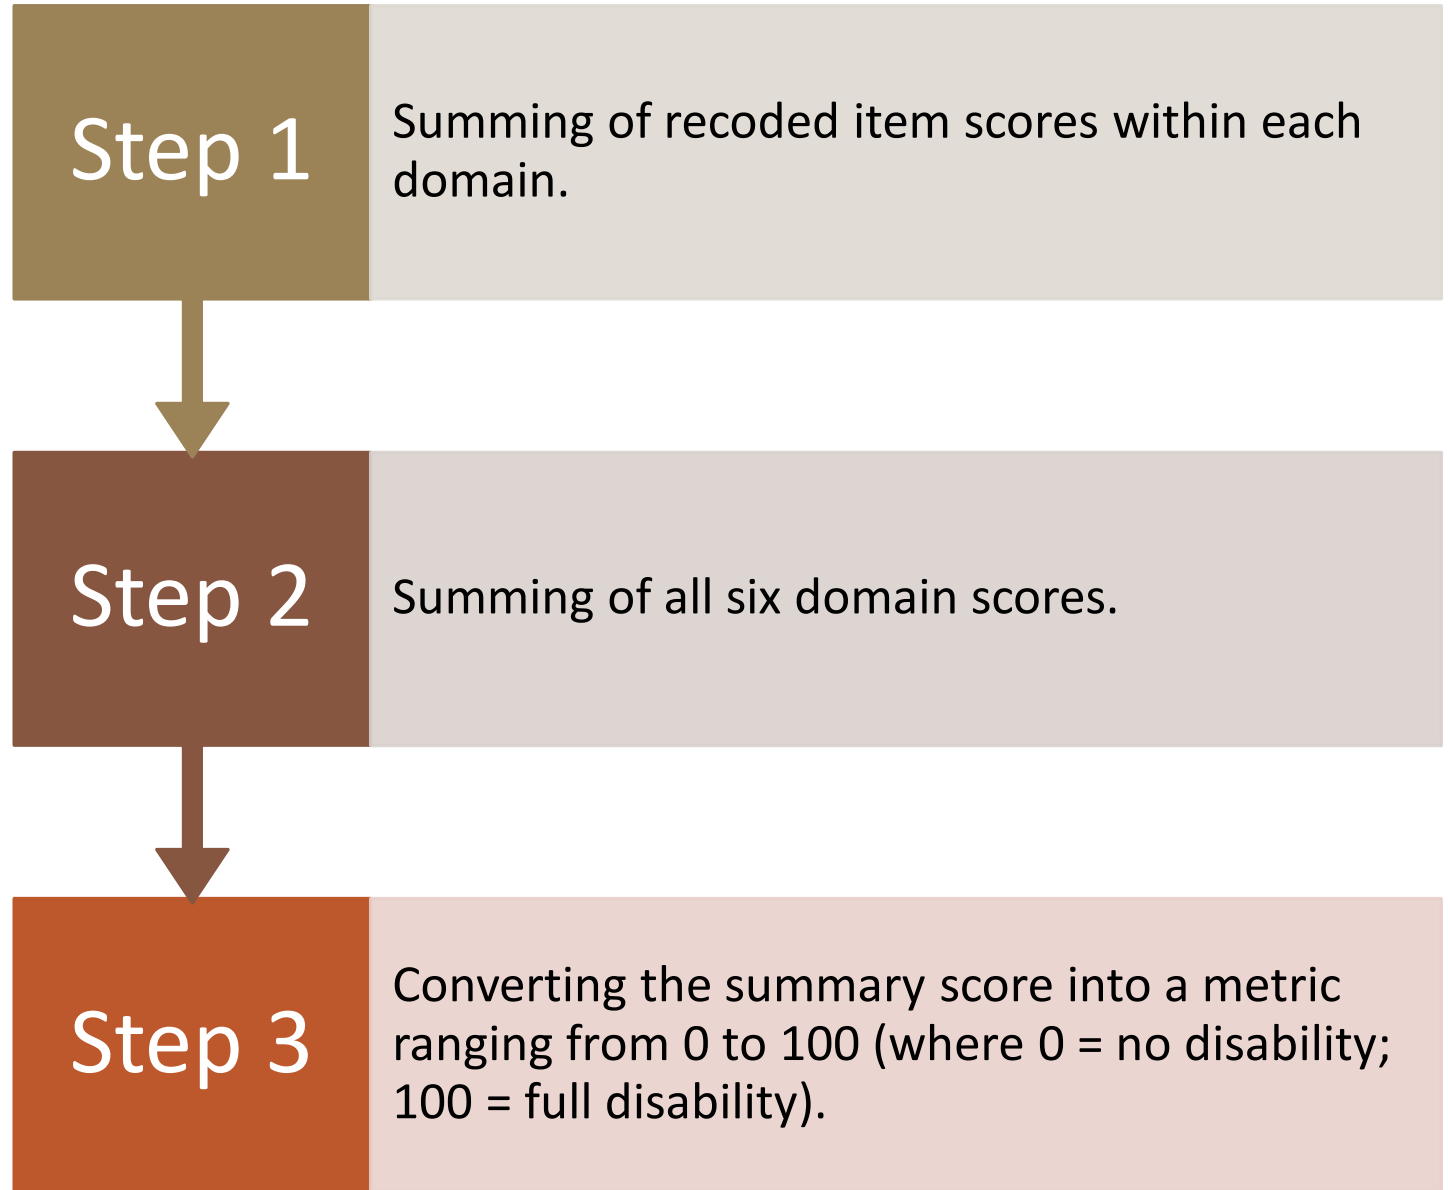 Step 1
Summing of recoded item scores within each
domain.
Step 2
Summing of all six domain scores.
Step 3
Converting the summary score into a metric
ranging from 0 to 100 (where 0 = no disability;
100 = full disability).